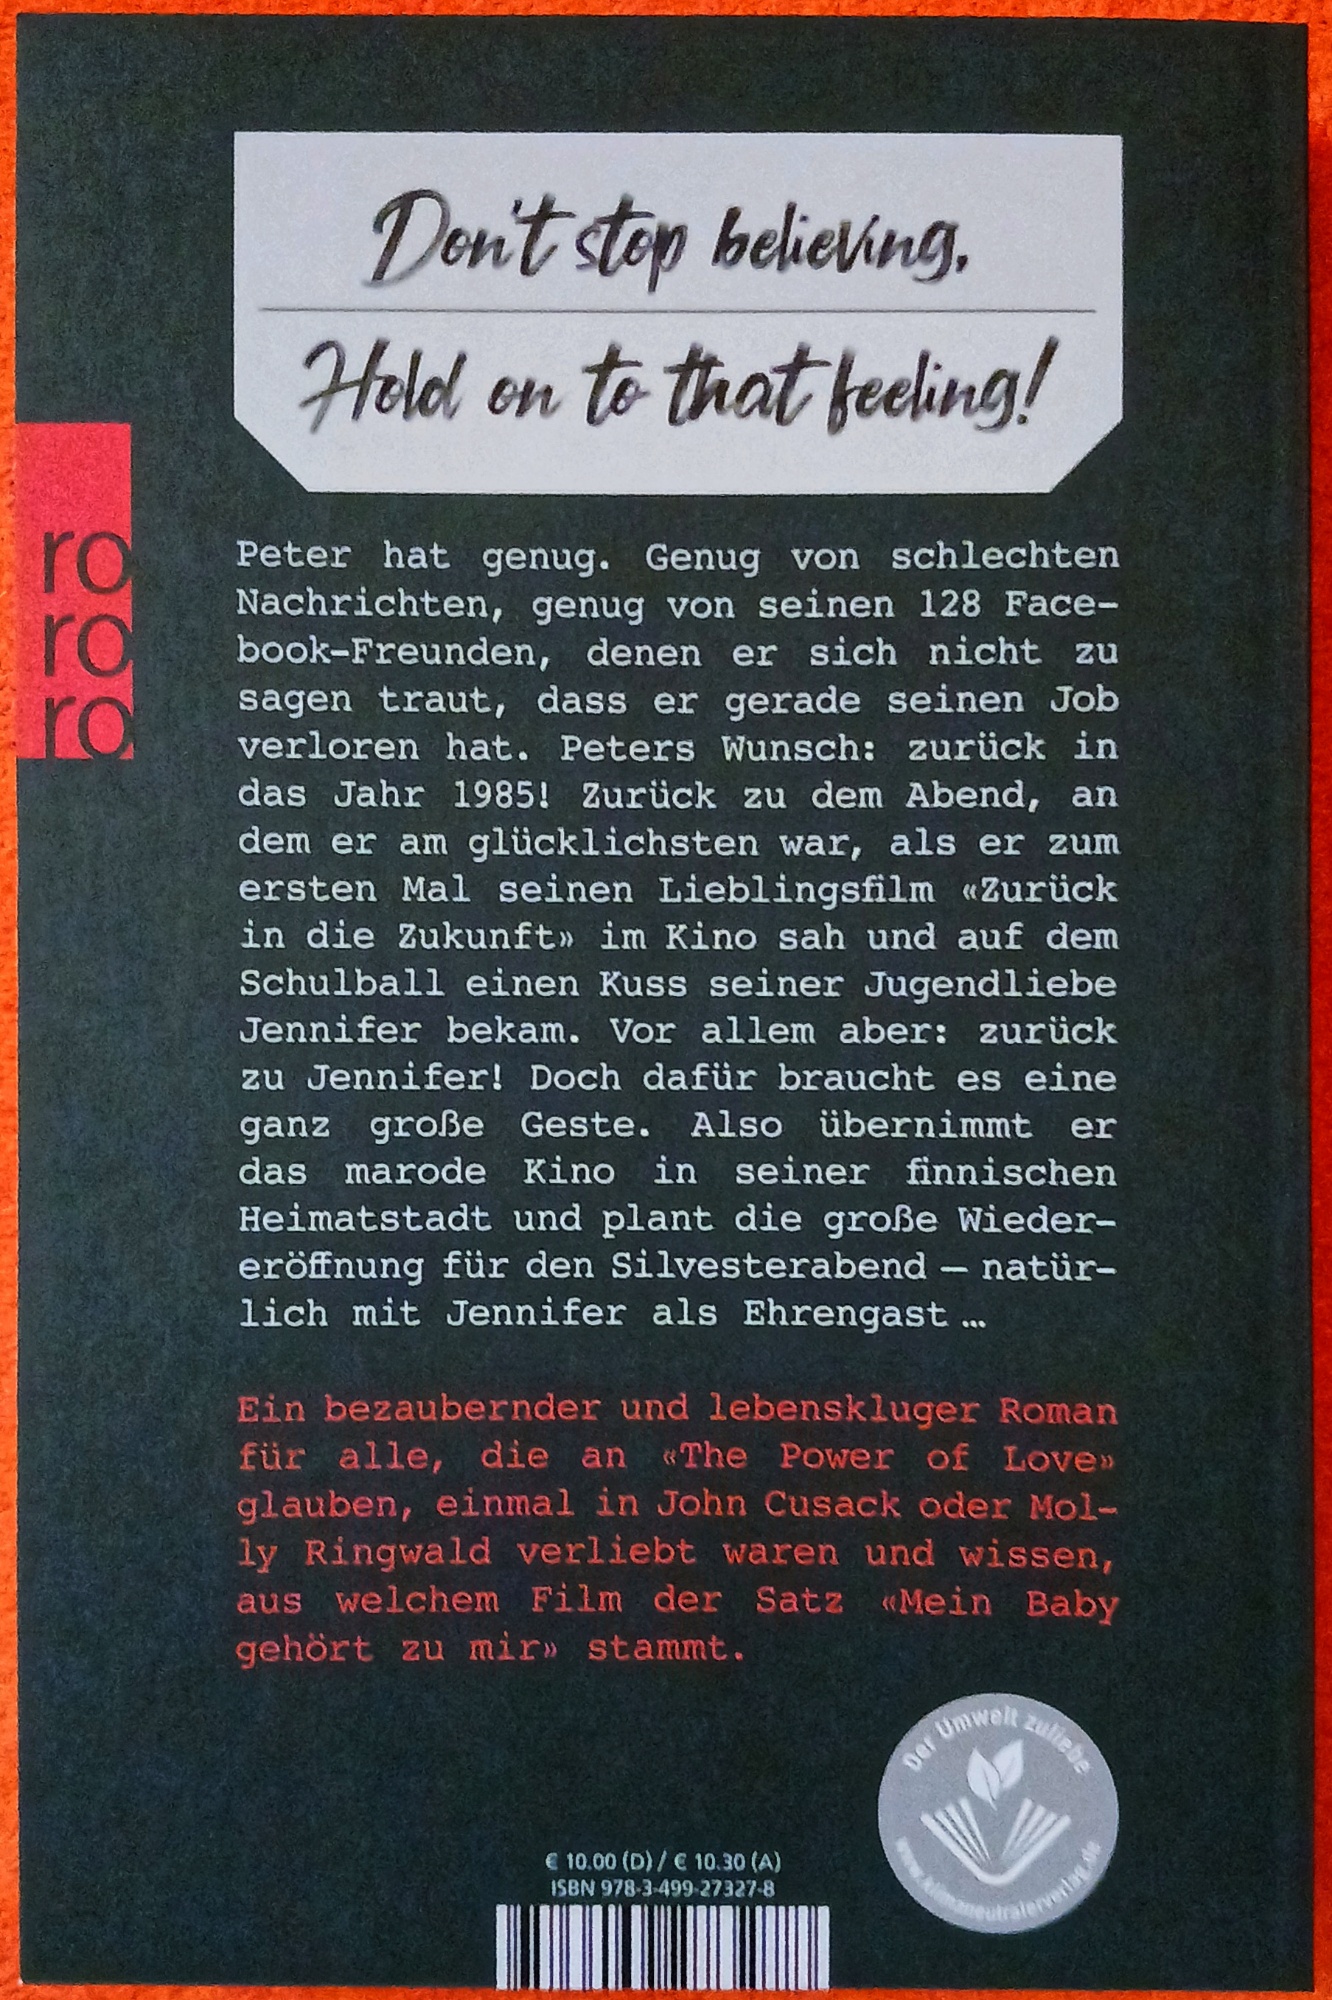 Don't stop believing,
Hold on to that feeling!
ro
ro
ro
Peter hat genug. Genug von schlechten
Nachrichten, genug von seinen 128 Face-
book-Freunden, denen er sich nicht zu
sagen traut, dass er gerade seinen Job
verloren hat. Peters Wunsch: zurück in
das Jahr 1985! Zurück zu dem Abend, an
dem er am glücklichsten war, als er zum
ersten Mal seinen Lieblingsfilm «Zurück
in die Zukunft» im Kino sah und auf dem
Schulball einen Kuss seiner Jugendliebe
Jennifer bekam. Vor allem aber: zurück
zu Jennifer! Doch dafür braucht es eine
ganz große Geste. Also übernimmt er
das marode Kino in seiner finnischen
Heimatstadt und plant die große Wieder-
eröffnung für den Silvesterabend – natür-
lich mit Jennifer als Ehrengast …
Ein bezaubernder und lebenskluger Roman
für alle, die an «The Power of Love»
glauben, einmal in John Cusack oder Mol-
ly Ringwald verliebt waren und wissen,
aus welchem Film der Satz «Mein Baby
gehört zu mir» stammt.
Der Umwelt zuliebe
www.klimaneutralerverlag.de
€ 10.00 (D) / € 10.30 (A)
ISBN 978-3-499-27327-8